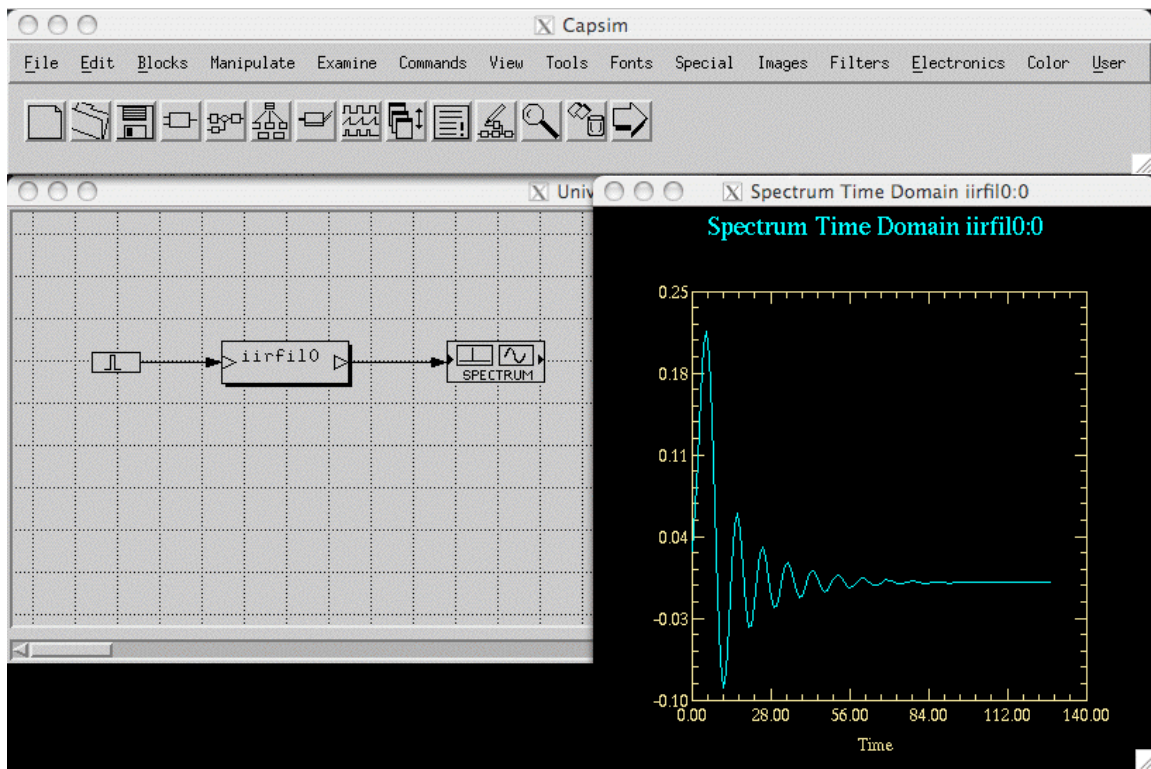 Capsim
File Edit Blocks Manipulate Examine Commands View Tools Fonts Special Images Filters Electronics Color User
Univ
iirfil0
SPECTRUM
Spectrum Time Domain iirfil0:0
Spectrum Time Domain iirfil0:0
0.25
0.18
0.11
0.04
-0.03
-0.10
0.00 28.00 56.00 84.00 112.00 140.00
Time